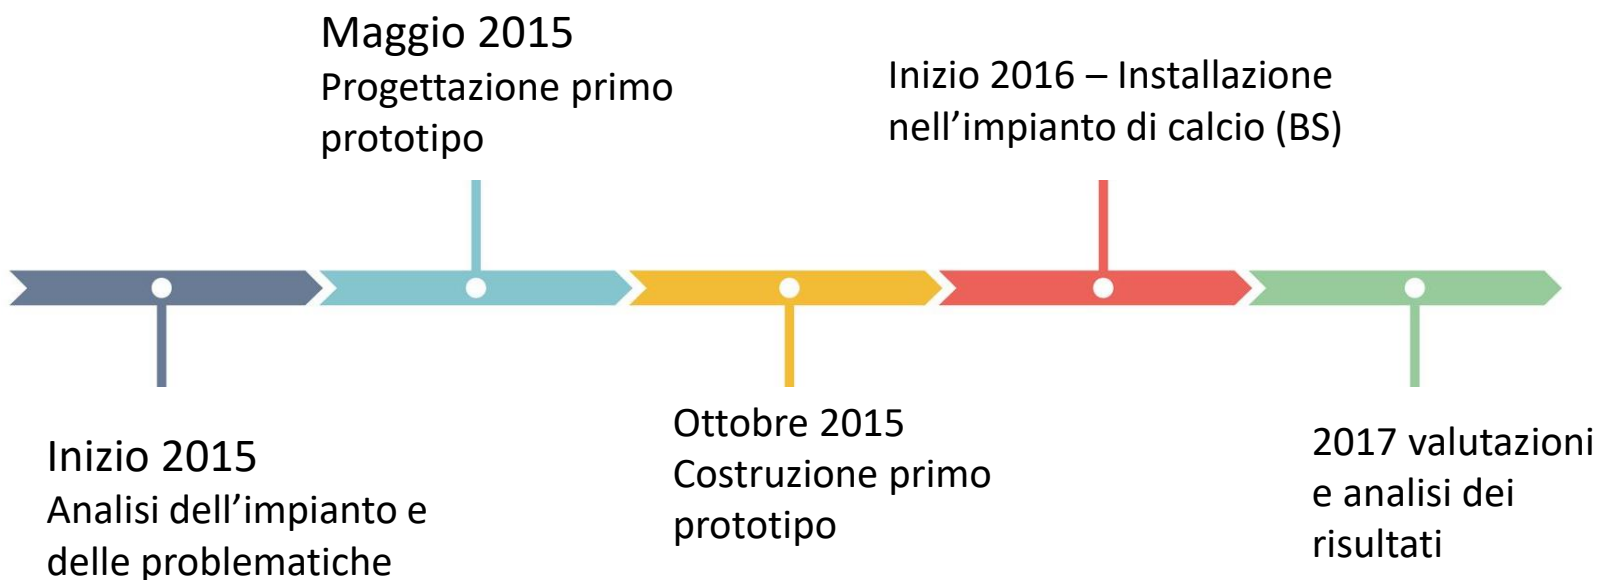 Maggio 2015
Progettazione primo
prototipo
Inizio 2016 – Installazione
nell’impianto di calcio (BS)
Inizio 2015
Analisi dell’impianto e
delle problematiche
Ottobre 2015
Costruzione primo
prototipo
2017 valutazioni
e analisi dei
risultati